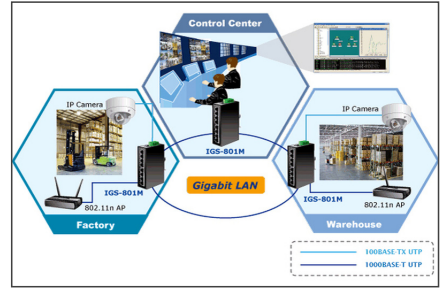 Control Center
IP Camera
IP Camera
IGS-801M
IGS-801M
Gigabit LAN
IGS-801M
802.11n AP
802.11n AP
Factory
Warehouse
100BASE-TX UTP
1000BASE-T UTP